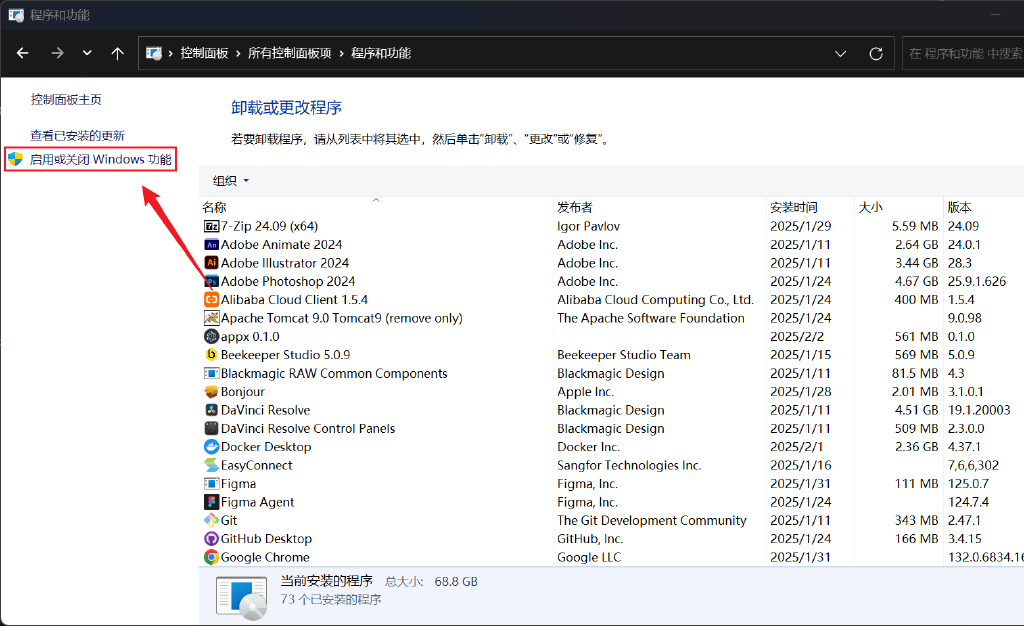 程序和功能
控制面板 › 所有控制面板项 › 程序和功能
在 程序和功能 中搜索
控制面板主页
查看已安装的更新
启用或关闭 Windows 功能
卸载或更改程序
若要卸载程序，请从列表中将其选中，然后单击“卸载”、“更改”或“修复”。
组织
名称 发布者 安装时间 大小 版本
7-Zip 24.09 (x64) Igor Pavlov 2025/1/29 5.59 MB 24.09
Adobe Animate 2024 Adobe Inc. 2025/1/11 2.64 GB 24.0.1
Adobe Illustrator 2024 Adobe Inc. 2025/1/11 3.44 GB 28.3
Adobe Photoshop 2024 Adobe Inc. 2025/1/24 4.67 GB 25.9.1.626
Alibaba Cloud Client 1.5.4 Alibaba Cloud Computing Co., Ltd. 2025/1/24 400 MB 1.5.4
Apache Tomcat 9.0 Tomcat9 (remove only) The Apache Software Foundation 2025/1/24 9.0.98
appx 0.1.0 2025/2/2 561 MB 0.1.0
Beekeeper Studio 5.0.9 Beekeeper Studio Team 2025/1/15 569 MB 5.0.9
Blackmagic RAW Common Components Blackmagic Design 2025/1/11 81.5 MB 4.3
Bonjour Apple Inc. 2025/1/28 2.01 MB 3.1.0.1
DaVinci Resolve Blackmagic Design 2025/1/11 4.51 GB 19.1.20003
DaVinci Resolve Control Panels Blackmagic Design 2025/1/11 509 MB 2.3.0.0
Docker Desktop Docker Inc. 2025/2/1 2.36 GB 4.37.1
EasyConnect Sangfor Technologies Inc. 2025/1/16 7,6,6,302
Figma Figma, Inc. 2025/1/31 111 MB 125.0.7
Figma Agent Figma, Inc. 2025/1/24 124.7.4
Git The Git Development Community 2025/1/11 343 MB 2.47.1
GitHub Desktop GitHub, Inc. 2025/1/24 166 MB 3.4.15
Google Chrome Google LLC 2025/1/31 132.0.6834.16
当前安装的程序 总大小: 68.8 GB
73 个已安装的程序